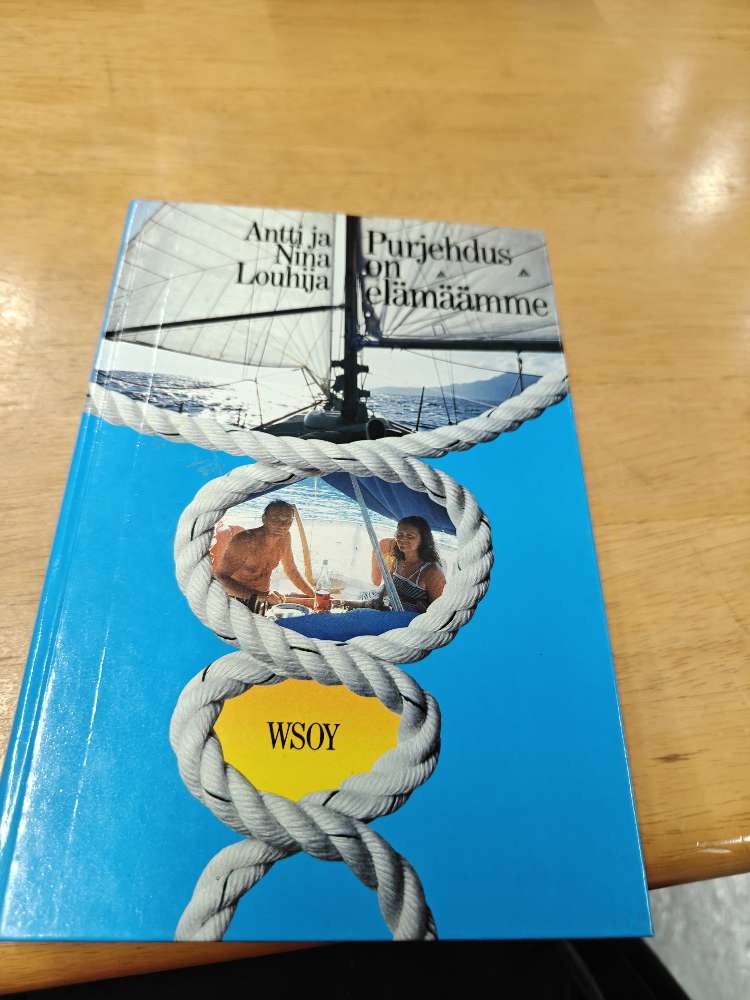 Antti ja
Nina
Louhija
Purjehdus
on
elämäämme
WSOY